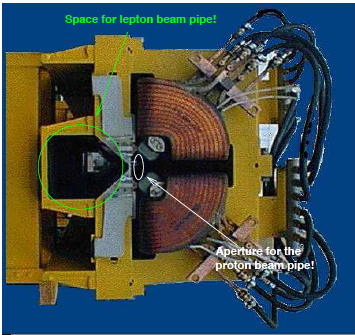 Space for lepton beam pipe!
Aperture for the
proton beam pipe!